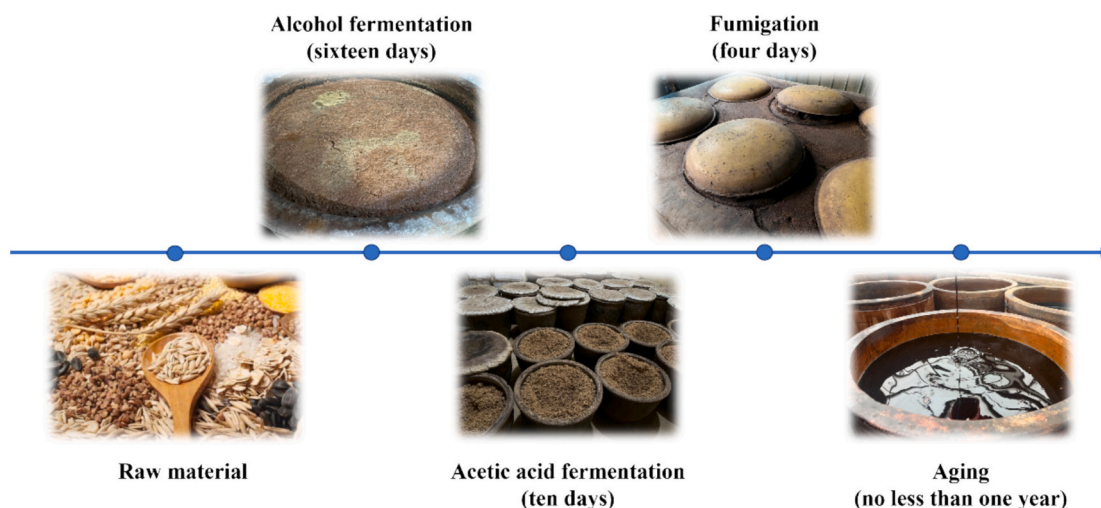 Alcohol fermentation
(sixteen days)
Fumigation
(four days)
Raw material
Acetic acid fermentation
(ten days)
Aging
(no less than one year)